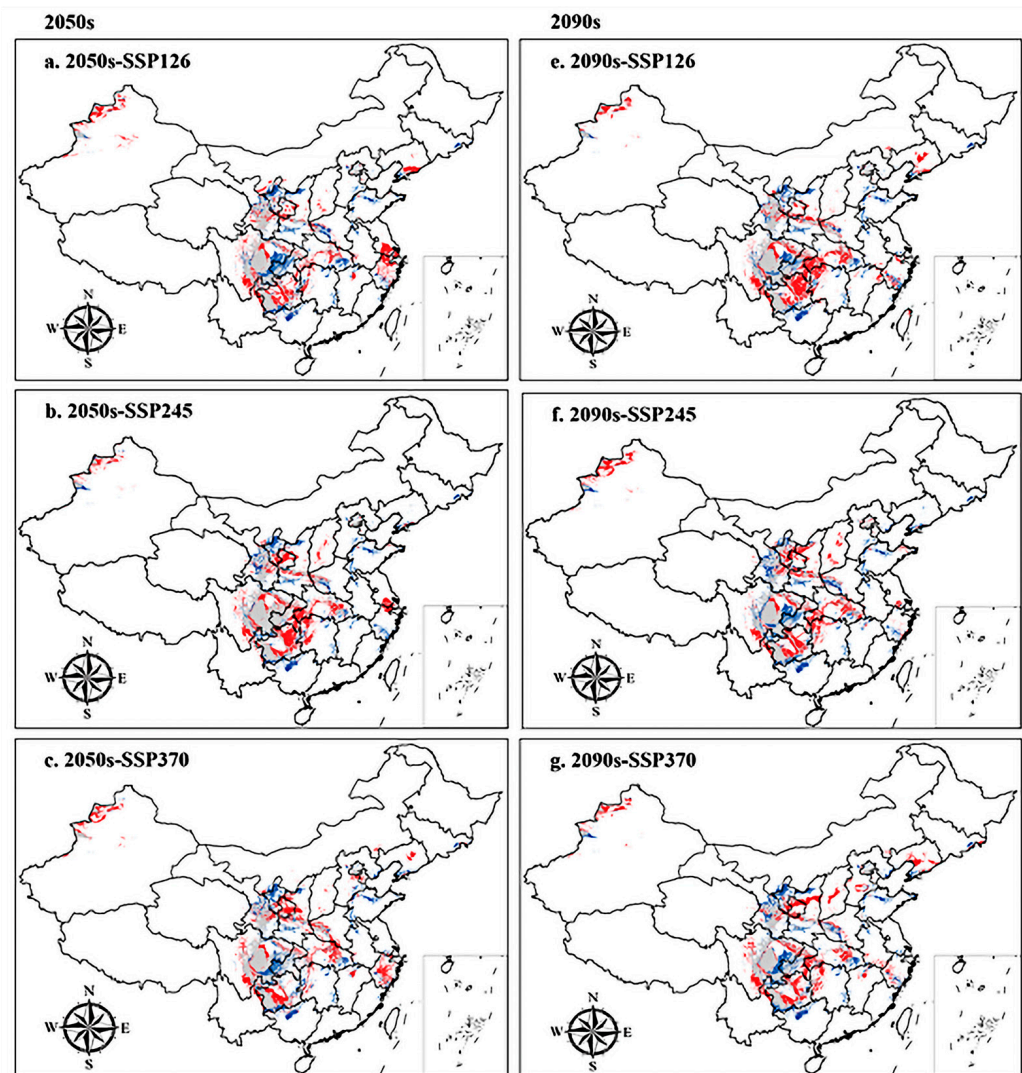 2050s
2090s
a. 2050s-SSP126
N
W E
S
e. 2090s-SSP126
N
W E
S
b. 2050s-SSP245
N
W E
S
f. 2090s-SSP245
N
W E
S
c. 2050s-SSP370
N
W E
S
g. 2090s-SSP370
N
W E
S